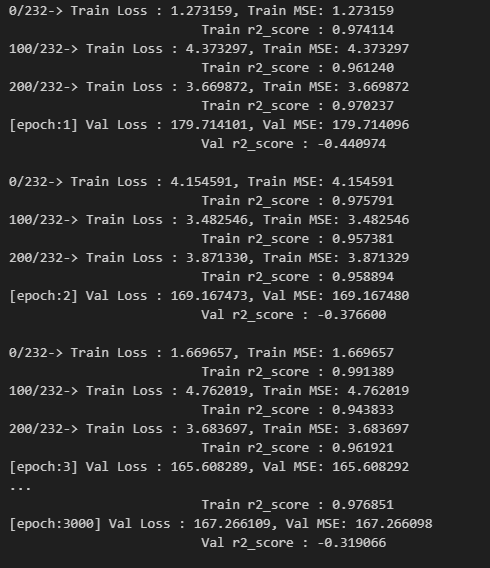 0/232-> Train Loss : 1.273159, Train MSE: 1.273159
Train r2_score : 0.974114
100/232-> Train Loss : 4.373297, Train MSE: 4.373297
Train r2_score : 0.961240
200/232-> Train Loss : 3.669872, Train MSE: 3.669872
Train r2_score : 0.970237
[epoch:1] Val Loss : 179.714101, Val MSE: 179.714096
Val r2_score : -0.440974
0/232-> Train Loss : 4.154591, Train MSE: 4.154591
Train r2_score : 0.975791
100/232-> Train Loss : 3.482546, Train MSE: 3.482546
Train r2_score : 0.957381
200/232-> Train Loss : 3.871330, Train MSE: 3.871329
Train r2_score : 0.958894
[epoch:2] Val Loss : 169.167473, Val MSE: 169.167480
Val r2_score : -0.376600
0/232-> Train Loss : 1.669657, Train MSE: 1.669657
Train r2_score : 0.991389
100/232-> Train Loss : 4.762019, Train MSE: 4.762019
Train r2_score : 0.943833
200/232-> Train Loss : 3.683697, Train MSE: 3.683697
Train r2_score : 0.961921
[epoch:3] Val Loss : 165.608289, Val MSE: 165.608292
...
Train r2_score : 0.976851
[epoch:3000] Val Loss : 167.266109, Val MSE: 167.266098
Val r2_score : -0.319066